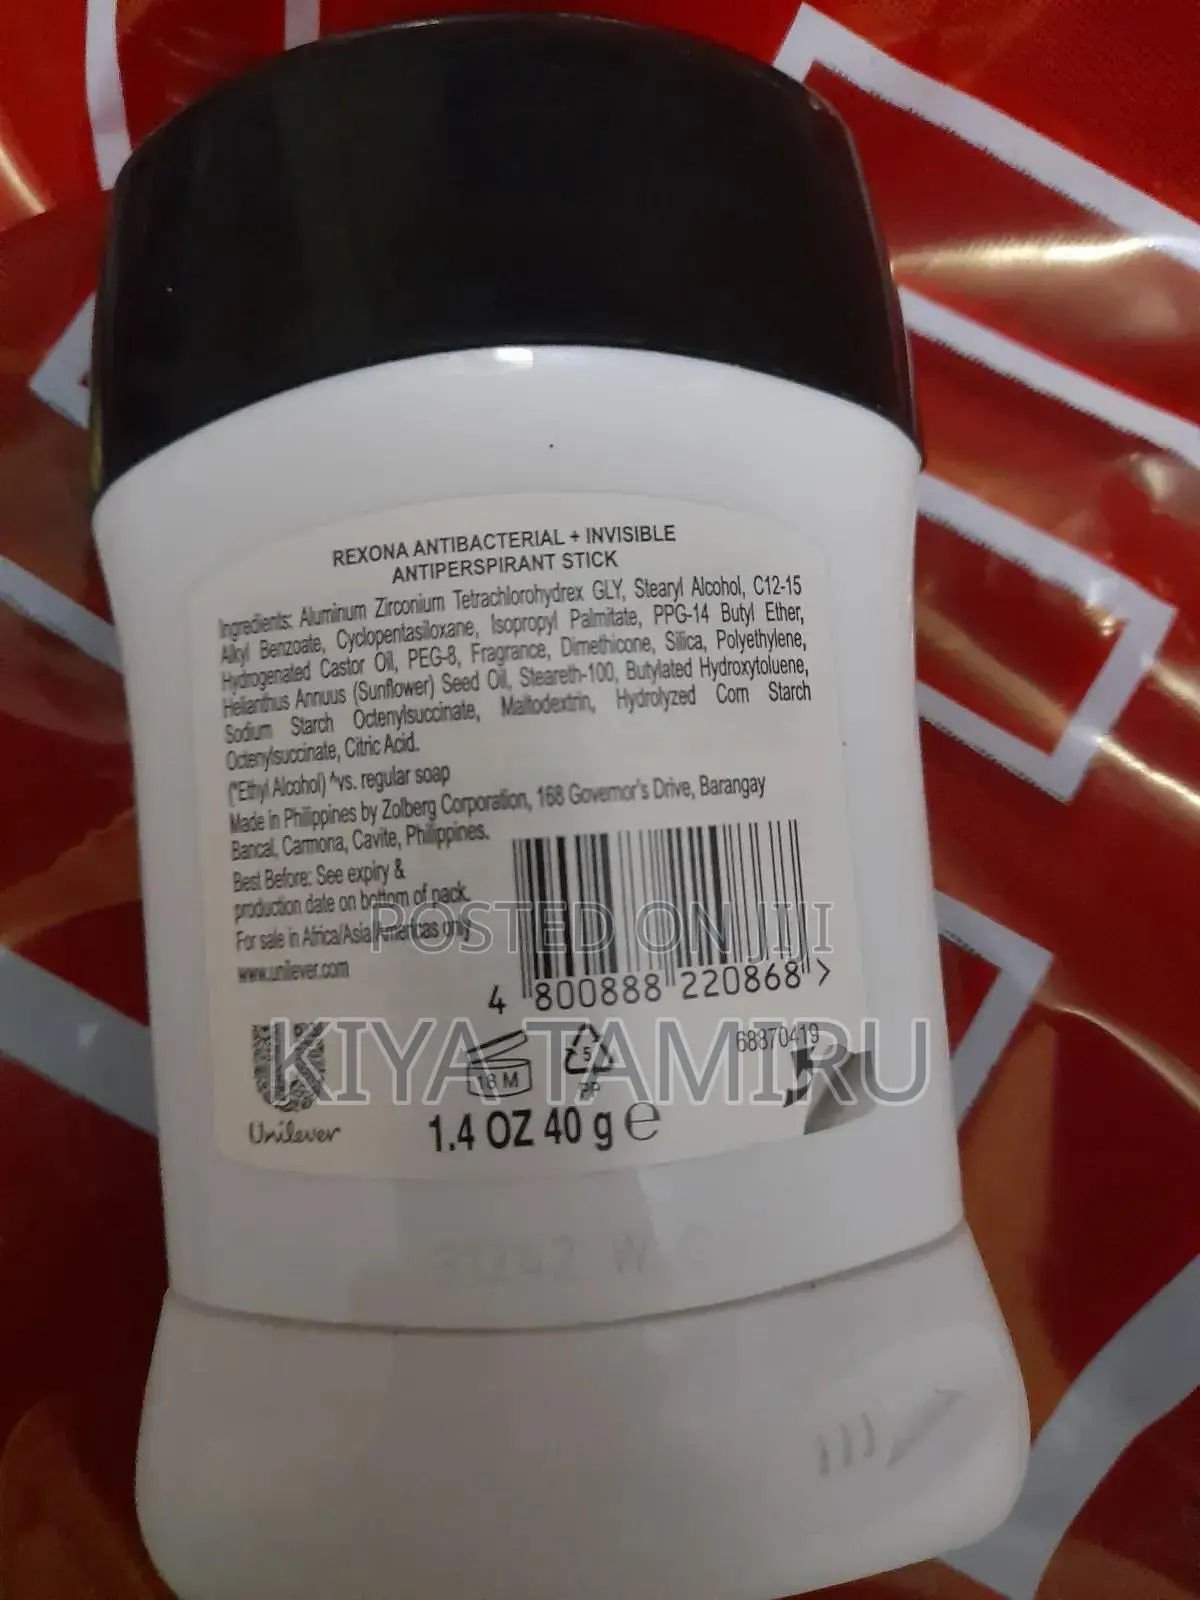 REXONA ANTIBACTERIAL + INVISIBLE
ANTIPERSPIRANT STICK
Ingredients: Aluminum Zirconium Tetrachlorohydrex GLY, Stearyl Alcohol, C12-15
Alkyl Benzoate, Cyclopentasiloxane, Isopropyl Palmitate, PPG-14 Butyl Ether,
Hydrogenated Castor Oil, PEG-8, Fragrance, Dimethicone, Silica, Polyethylene,
Helianthus Annuus (Sunflower) Seed Oil, Steareth-100, Butylated Hydroxytoluene,
Sodium Starch Octenylsuccinate, Maltodextrin, Hydrolyzed Corn Starch
Octenylsuccinate, Citric Acid.
(*Ethyl Alcohol) ^vs. regular soap
Made in Philippines by Zolberg Corporation, 168 Governor's Drive, Barangay
Bancal, Carmona, Cavite, Philippines.
Best Before: See expiry &
production date on bottom of pack.
For sale in Africa/Asia/Americas only
www.unilever.com
4 800888 220868 >
POSTED ON JIJI
KIYA TAMIRU
68870419
18 M
5
PP
Unilever
1.4 OZ 40 g ℮